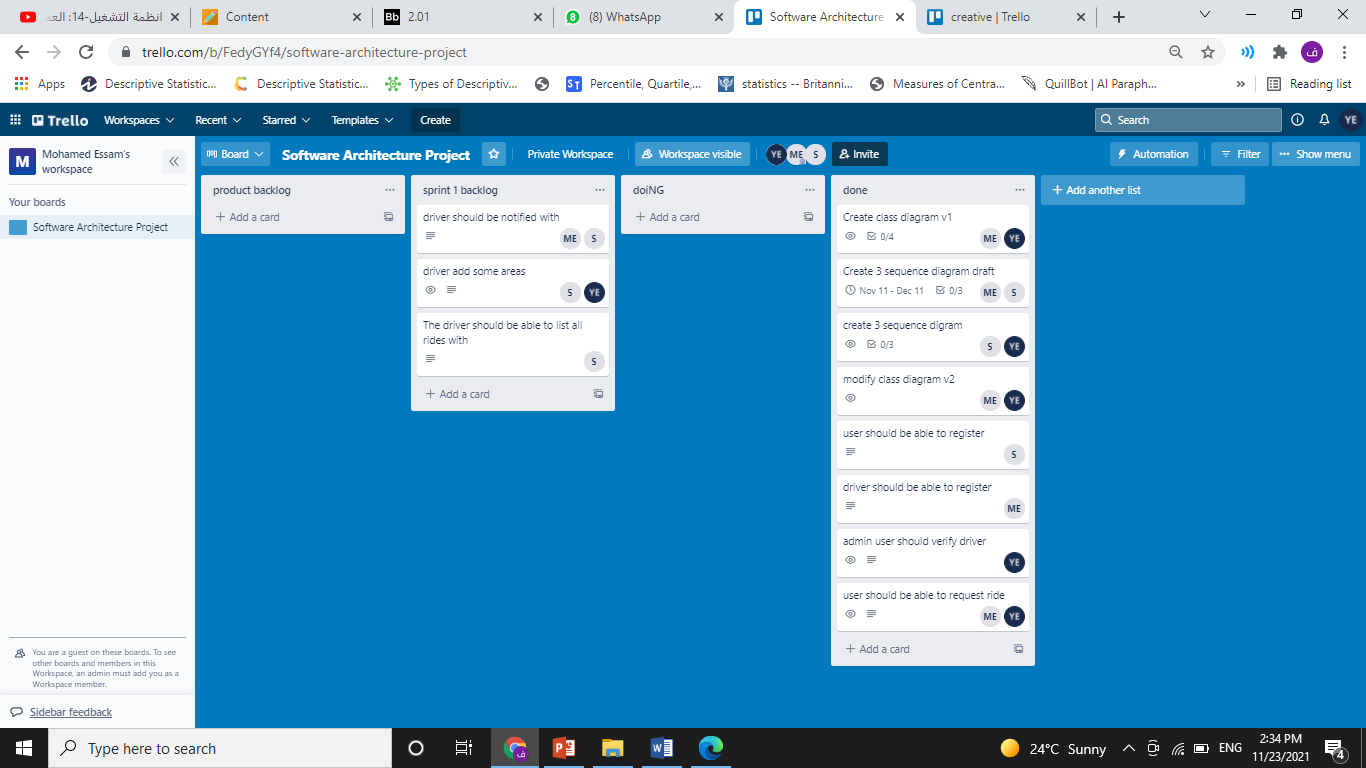 انظمة التشغيل-14: العد
Content
2.01
(8) WhatsApp
Software Architecture
creative | Trello
trello.com/b/FedyGYf4/software-architecture-project
ف
Apps
Descriptive Statistic...
Descriptive Statistic...
Types of Descriptiv...
Percentile, Quartile,...
statistics -- Britanni...
Measures of Centra...
QuillBot | AI Paraph...
»
Reading list
Trello
Workspaces
Recent
Starred
Templates
Create
Search
YE
M
Mohamed Essam's
workspace
Your boards
Software Architecture Project
Board
Software Architecture Project
Private Workspace
Workspace visible
YE
ME
S
Invite
Automation
Filter
Show menu
product backlog
+ Add a card
sprint 1 backlog
driver should be notified with
ME
S
driver add some areas
S
YE
The driver should be able to list all
rides with
S
+ Add a card
doiNG
+ Add a card
done
Create class diagram v1
0/4
ME
YE
Create 3 sequence diagram draft
Nov 11 - Dec 11
0/3
ME
S
create 3 sequence digram
0/3
S
YE
modify class diagram v2
ME
YE
user should be able to register
S
driver should be able to register
ME
admin user should verify driver
YE
user should be able to request ride
ME
YE
+ Add a card
+ Add another list
You are a guest on these boards. To see
other boards and members in this
Workspace, an admin must add you as a
Workspace member.
Sidebar feedback
Type here to search
24°C Sunny
ENG
2:34 PM
11/23/2021
4